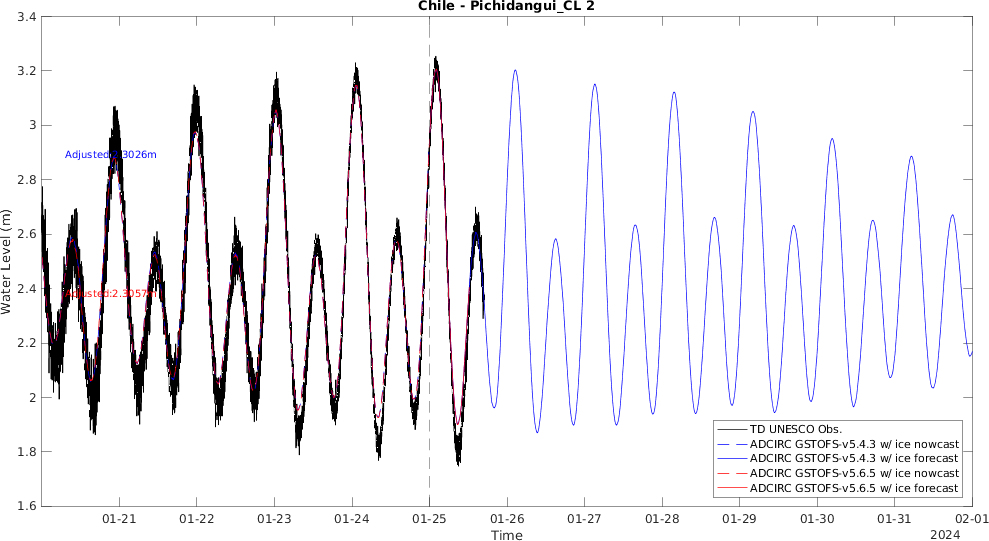 Chile - Pichidangui_CL 2
3.4
3.2
3
2.8
2.6
2.4
2.2
2
1.8
1.6
Water Level (m)
Adjusted:2.3026m
Adjusted:2.3057m
TD UNESCO Obs.
ADCIRC GSTOFS-v5.4.3 w/ ice nowcast
ADCIRC GSTOFS-v5.4.3 w/ ice forecast
ADCIRC GSTOFS-v5.6.5 w/ ice nowcast
ADCIRC GSTOFS-v5.6.5 w/ ice forecast
01-21 01-22 01-23 01-24 01-25 01-26 01-27 01-28 01-29 01-30 01-31 02-01
Time
2024